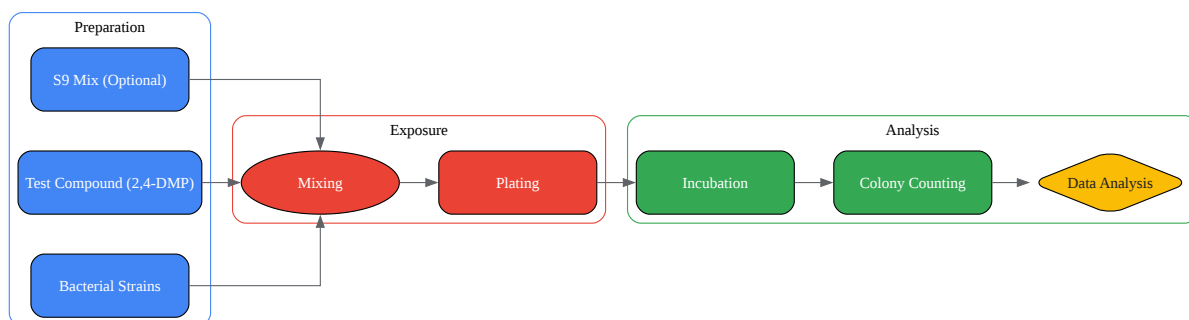 Preparation
S9 Mix (Optional)
Test Compound (2,4-DMP)
Bacterial Strains
Exposure
Mixing
Plating
Analysis
Incubation
Colony Counting
Data Analysis